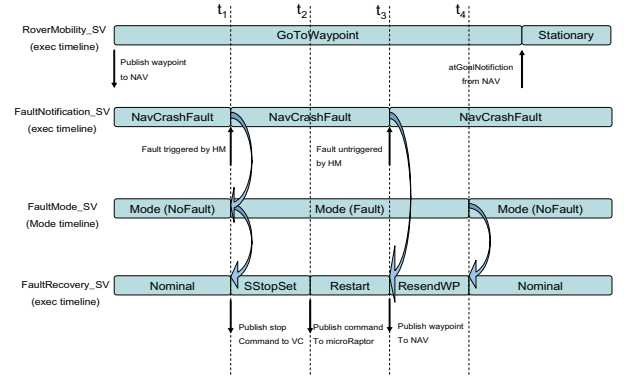 t1 t2 t3 t4
RoverMobility_SV
(exec timeline)
GoToWaypoint Stationary
Publish waypoint
to NAV
atGoalNotifiction
from NAV
FaultNotification_SV
(exec timeline)
NavCrashFault NavCrashFault NavCrashFault
Fault triggered by HM
Fault untriggered
by HM
FaultMode_SV
(Mode timeline)
Mode (NoFault) Mode (Fault) Mode (NoFault)
FaultRecovery_SV
(exec timeline)
Nominal SStopSet Restart ResendWP Nominal
Publish stop
Command to VC
Publish command
To microRaptor
Publish waypoint
To NAV